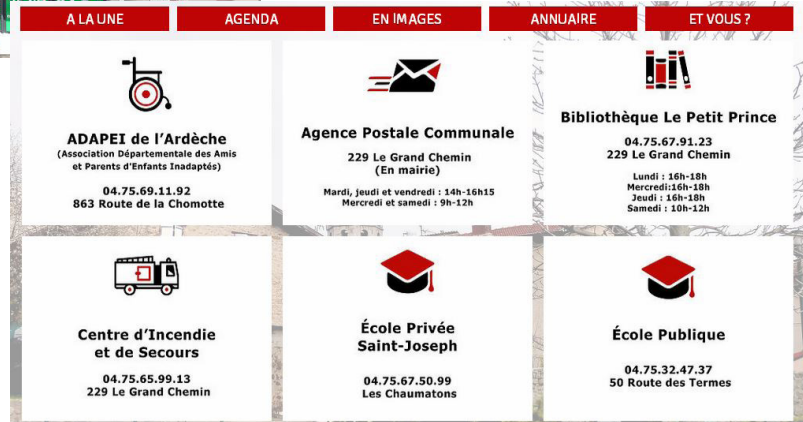 A LA UNE
AGENDA
EN IMAGES
ANNUAIRE
ET VOUS ?
ADAPEI de l'Ardèche
(Association Départementale des Amis
et Parents d'Enfants Inadaptés)
04.75.69.11.92
863 Route de la Chomotte
Agence Postale Communale
229 Le Grand Chemin
(En mairie)
Mardi, jeudi et vendredi : 14h-16h15
Mercredi et samedi : 9h-12h
Bibliothèque Le Petit Prince
04.75.67.91.23
229 Le Grand Chemin
Lundi : 16h-18h
Mercredi:16h-18h
Jeudi : 16h-18h
Samedi : 10h-12h
Centre d'Incendie
et de Secours
04.75.65.99.13
229 Le Grand Chemin
École Privée
Saint-Joseph
04.75.67.50.99
Les Chaumatons
École Publique
04.75.32.47.37
50 Route des Termes